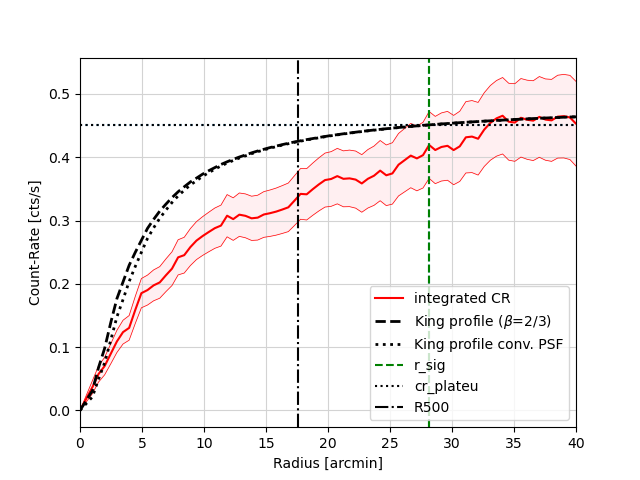 0.5
0.4
0.3
0.2
0.1
0.0
Count-Rate [cts/s]
integrated CR
King profile (β=2/3)
King profile conv. PSF
r_sig
cr_plateu
R500
0 5 10 15 20 25 30 35 40
Radius [arcmin]